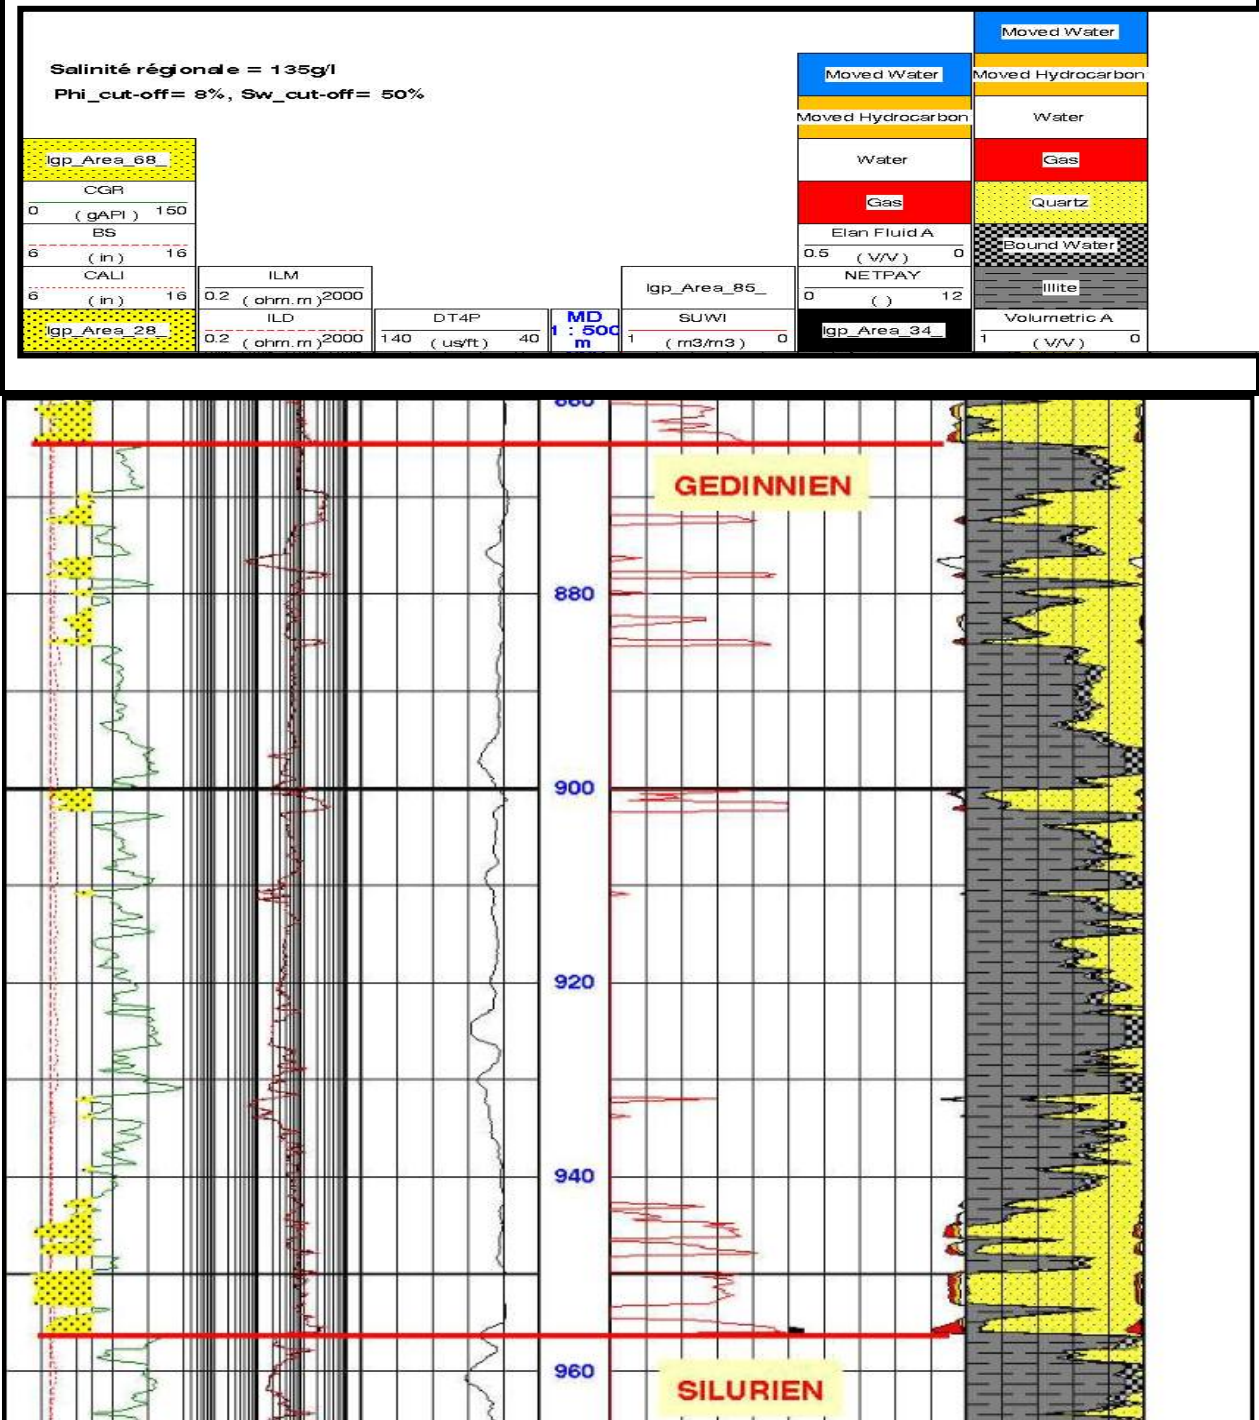 Salinité régionale = 135g/l
Phi_cut-off= 8%, Sw_cut-off= 50%
Igp_Area_68_
CGR
0 ( gAPI ) 150
BS
6 ( in ) 16
CALI
6 ( in ) 16
Igp_Area_28_
ILM
0.2 ( ohm.m ) 2000
ILD
0.2 ( ohm.m ) 2000
DT4P
140 ( us/ft ) 40
MD
1 : 500
m
Igp_Area_85_
SUWI
1 ( m3/m3 ) 0
Moved Water
Moved Hydrocarbon
Water
Gas
Elan Fluid A
0.5 ( V/V ) 0
NETPAY
0 ( ) 12
Igp_Area_34_
Moved Water
Moved Hydrocarbon
Water
Gas
Quartz
Bound Water
Illite
Volumetric A
1 ( V/V ) 0
860
GEDINNIEN
880
900
920
940
960
SILURIEN